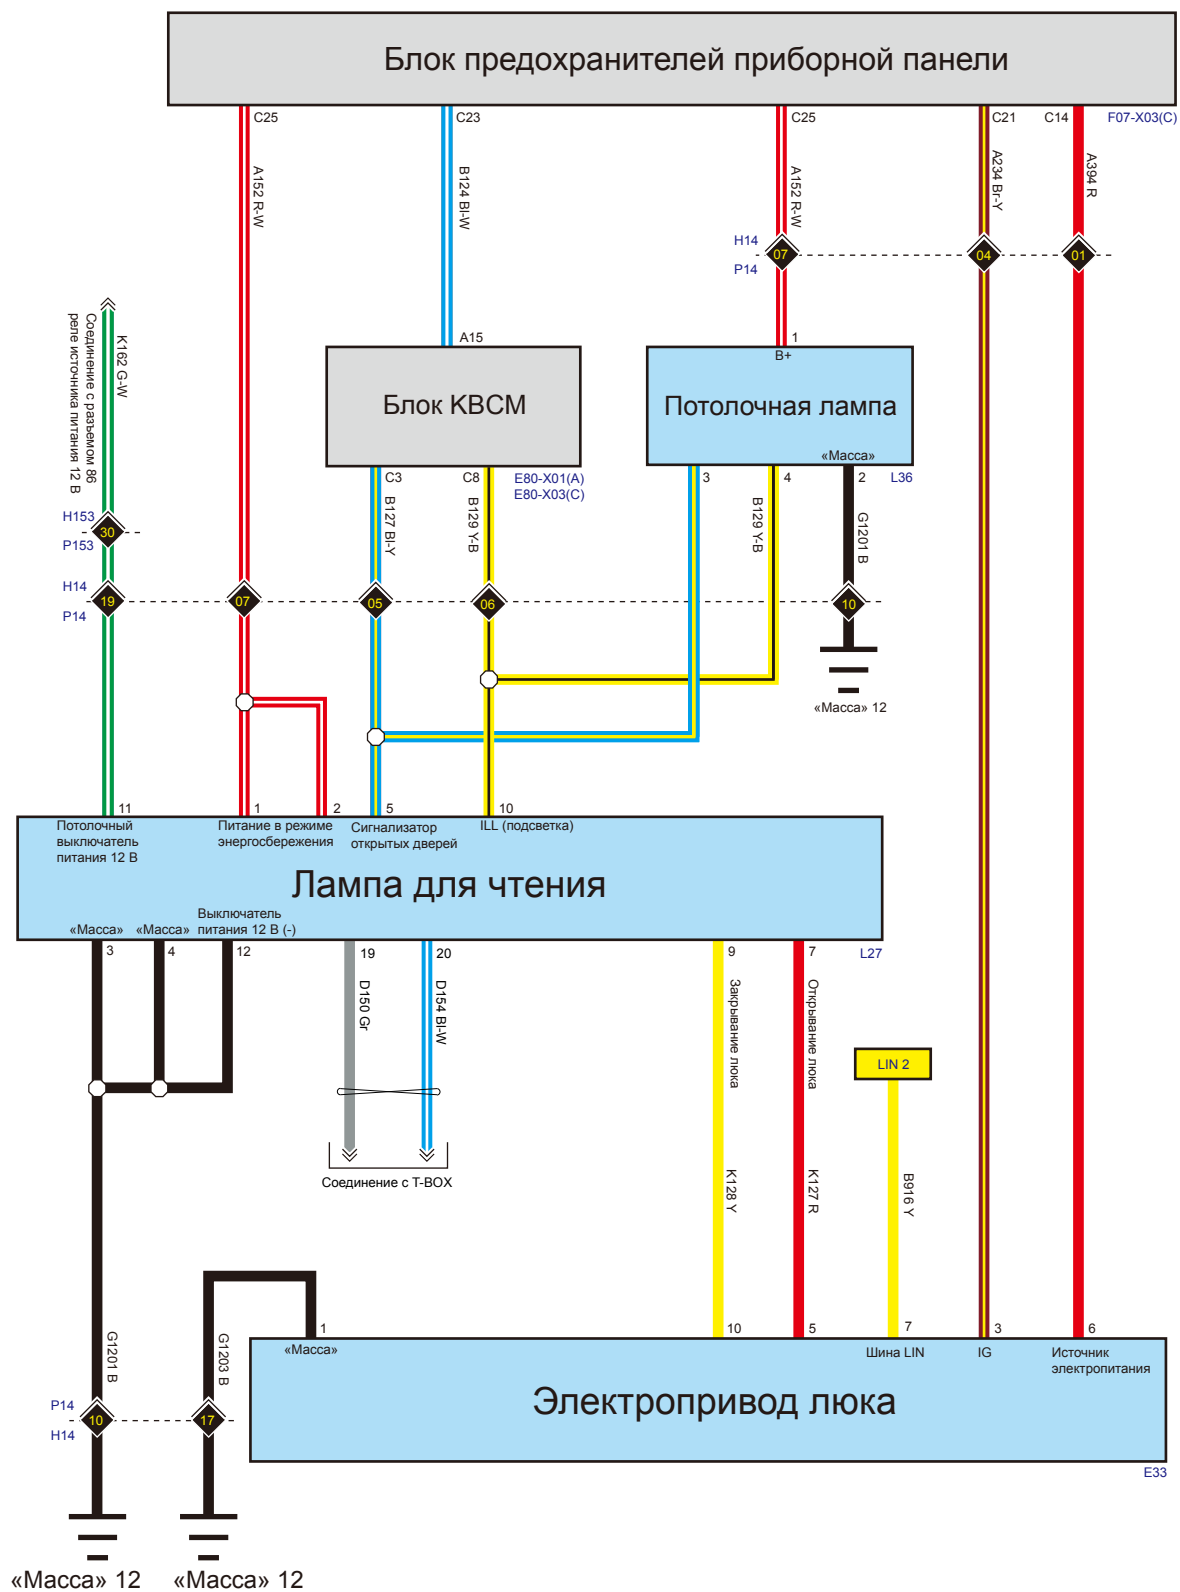 Блок предохранителей приборной панели
C25
C23
C25
C21
C14
F07-X03(C)
A152 R-W
B124 Bl-W
A152 R-W
A234 Br-Y
A394 R
H14
P14
07
04
01
K162 G-W
Соединение с разъемом 86
реле источника питания 12 В
A15
1
Блок KBCM
B+
Потолочная лампа
«Масса»
C3
C8
E80-X01(A)
E80-X03(C)
3
4
2
L36
B127 Bl-Y
B129 Y-B
B129 Y-B
G1201 B
H153
P153
30
H14
P14
19
07
05
06
10
«Масса» 12
11
1
2
5
10
Потолочный
выключатель
питания 12 В
Питание в режиме
энергосбережения
Сигнализатор
открытых дверей
ILL (подсветка)
Лампа для чтения
«Масса»
«Масса»
Выключатель
питания 12 В (-)
3
4
12
19
20
9
7
L27
D150 Gr
D154 Bl-W
Закрывание люка
Открывание люка
LIN 2
Соединение с T-BOX
K128 Y
K127 R
B916 Y
G1201 B
G1203 B
1
10
5
7
3
6
«Масса»
Шина LIN
IG
Источник
электропитания
Электропривод люка
P14
H14
10
17
E33
«Масса» 12
«Масса» 12